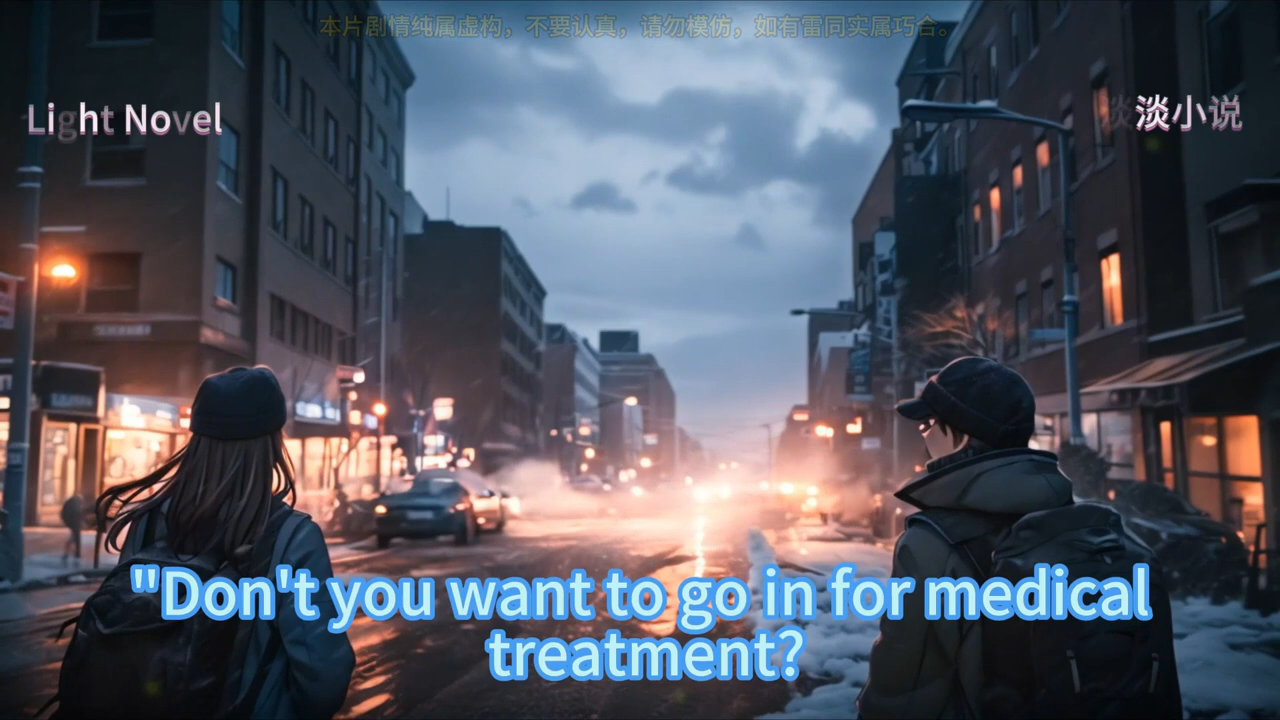 本片剧情纯属虚构，不要认真，请勿模仿，如有雷同实属巧合。
Light Novel
淡淡小说
"Don't you want to go in for medical
treatment?